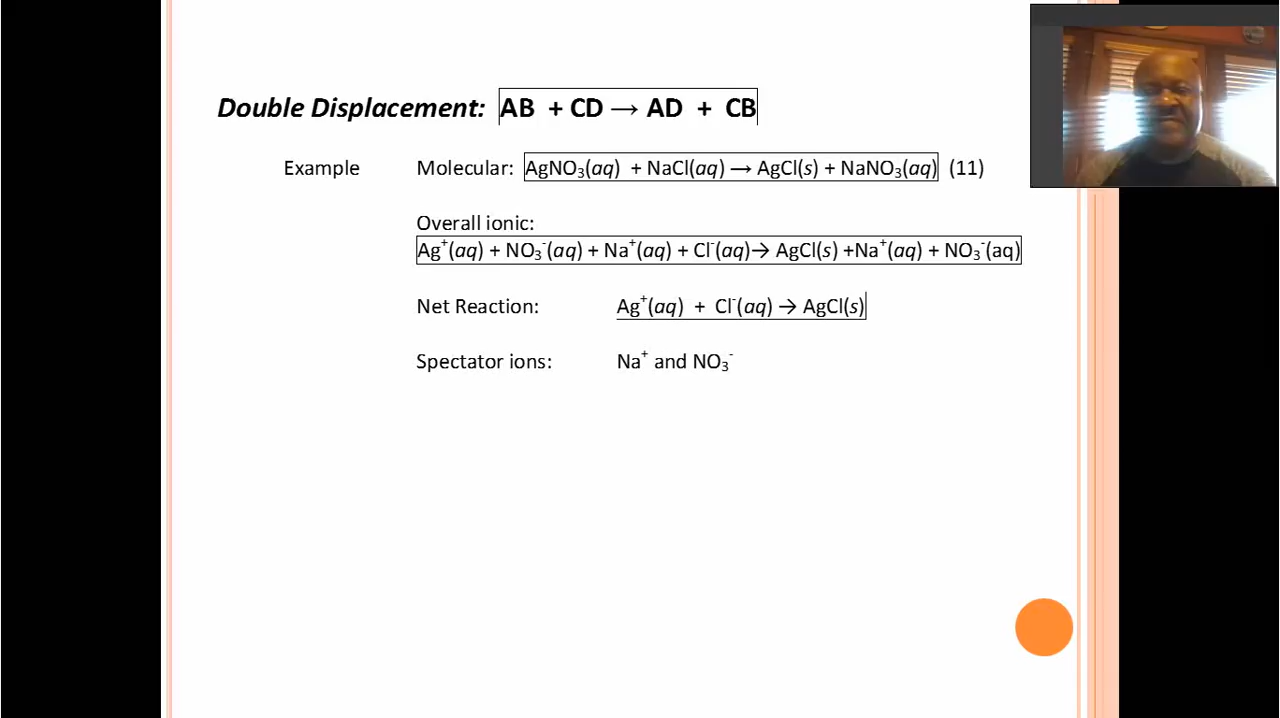 Double Displacement: AB + CD → AD + CB
Example Molecular: AgNO₃(aq) + NaCl(aq) → AgCl(s) + NaNO₃(aq) (11)
Overall ionic:
Ag⁺(aq) + NO₃⁻(aq) + Na⁺(aq) + Cl⁻(aq)→ AgCl(s) +Na⁺(aq) + NO₃⁻(aq)
Net Reaction: Ag⁺(aq) + Cl⁻(aq) → AgCl(s)
Spectator ions: Na⁺ and NO₃⁻